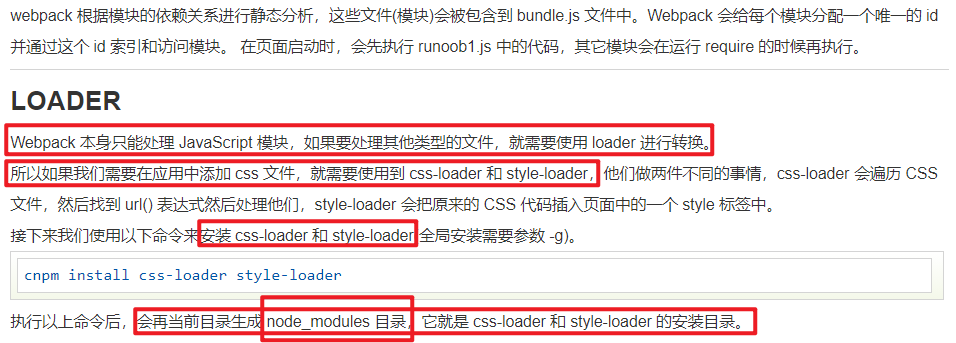 webpack 根据模块的依赖关系进行静态分析，这些文件(模块)会被包含到 bundle.js 文件中。Webpack 会给每个模块分配一个唯一的 id
并通过这个 id 索引和访问模块。 在页面启动时，会先执行 runoob1.js 中的代码，其它模块会在运行 require 的时候再执行。
LOADER
Webpack 本身只能处理 JavaScript 模块，如果要处理其他类型的文件，就需要使用 loader 进行转换。
所以如果我们需要在应用中添加 css 文件，就需要使用到 css-loader 和 style-loader，他们做两件不同的事情，css-loader 会遍历 CSS
文件，然后找到 url() 表达式然后处理他们，style-loader 会把原来的 CSS 代码插入页面中的一个 style 标签中。
接下来我们使用以下命令来安装 css-loader 和 style-loader 全局安装需要参数 -g)。
cnpm install css-loader style-loader
执行以上命令后，会再当前目录生成 node_modules 目录，它就是 css-loader 和 style-loader 的安装目录。